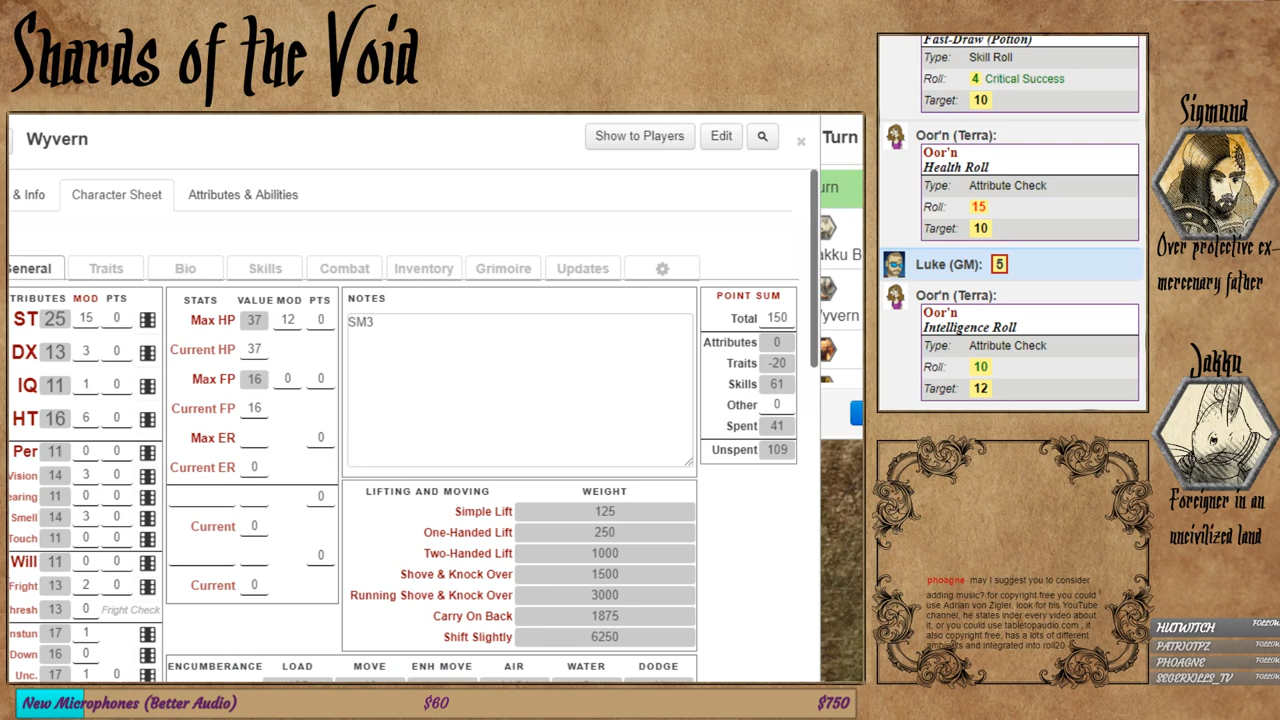 Shards of the Void
Wyvern
Show to Players
Edit
& Info
Character Sheet
Attributes & Abilities
General
Traits
Bio
Skills
Combat
Inventory
Grimoire
Updates
TRIBUTES MOD PTS
ST 25 15 0
DX 13 3 0
IQ 11 1 0
HT 16 6 0
Per 11 0 0
Vision 14 3 0
earing 11 0 0
Smell 14 3 0
Touch 11 0 0
Will 11 0 0
Fright 13 2 0
hresh 13 0 Fright Check
nstun 17 1
Down 16 0
Unc. 17 1 0
STATS VALUE MOD PTS
Max HP 37 12 0
Current HP 37
Max FP 16 0 0
Current FP 16
Max ER 0
Current ER 0
0
Current 0
0
Current 0
NOTES
SM3
POINT SUM
Total 150
Attributes 0
Traits -20
Skills 61
Other 0
Spent 41
Unspent 109
LIFTING AND MOVING WEIGHT
Simple Lift 125
One-Handed Lift 250
Two-Handed Lift 1000
Shove & Knock Over 1500
Running Shove & Knock Over 3000
Carry On Back 1875
Shift Slightly 6250
ENCUMBERANCE LOAD MOVE ENH MOVE AIR WATER DODGE
Turn
urn
akku B
yvern
Fast-Draw (Potion)
Type: Skill Roll
Roll: 4 Critical Success
Target: 10
Oor'n (Terra):
Oor'n
Health Roll
Type: Attribute Check
Roll: 15
Target: 10
Luke (GM): 5
Oor'n (Terra):
Oor'n
Intelligence Roll
Type: Attribute Check
Roll: 10
Target: 12
Sigmund
Over protective ex-
mercenary father
Jakku
Foreigner in an
uncivilized land
phoagne may I suggest you to consider
adding music? for copyright free you could
use Adrian von Zigler, look for his YouTube
channel, he states inder every video about
it, or you could use tabletopaudio.com , it
also copyright free, has a lots of different
ambiets and integrated into roll20
HUTWITCH FOLLOW
PATRIOTPZ FOLLOW
PHOAGNE FOLLOW
SEGERKILLS_TV FOLLOW
New Microphones (Better Audio) $60 $750